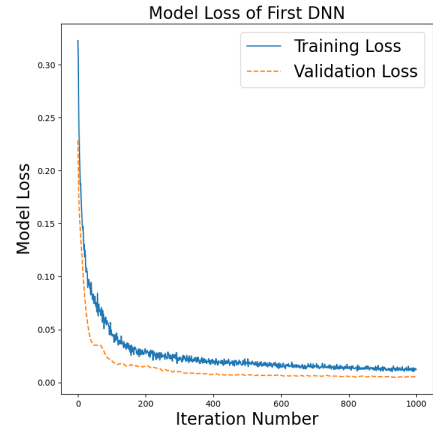 Model Loss of First DNN
Training Loss
Validation Loss
0.30
0.25
0.20
0.15
0.10
0.05
0.00
Model Loss
0
200
400
600
800
1000
Iteration Number